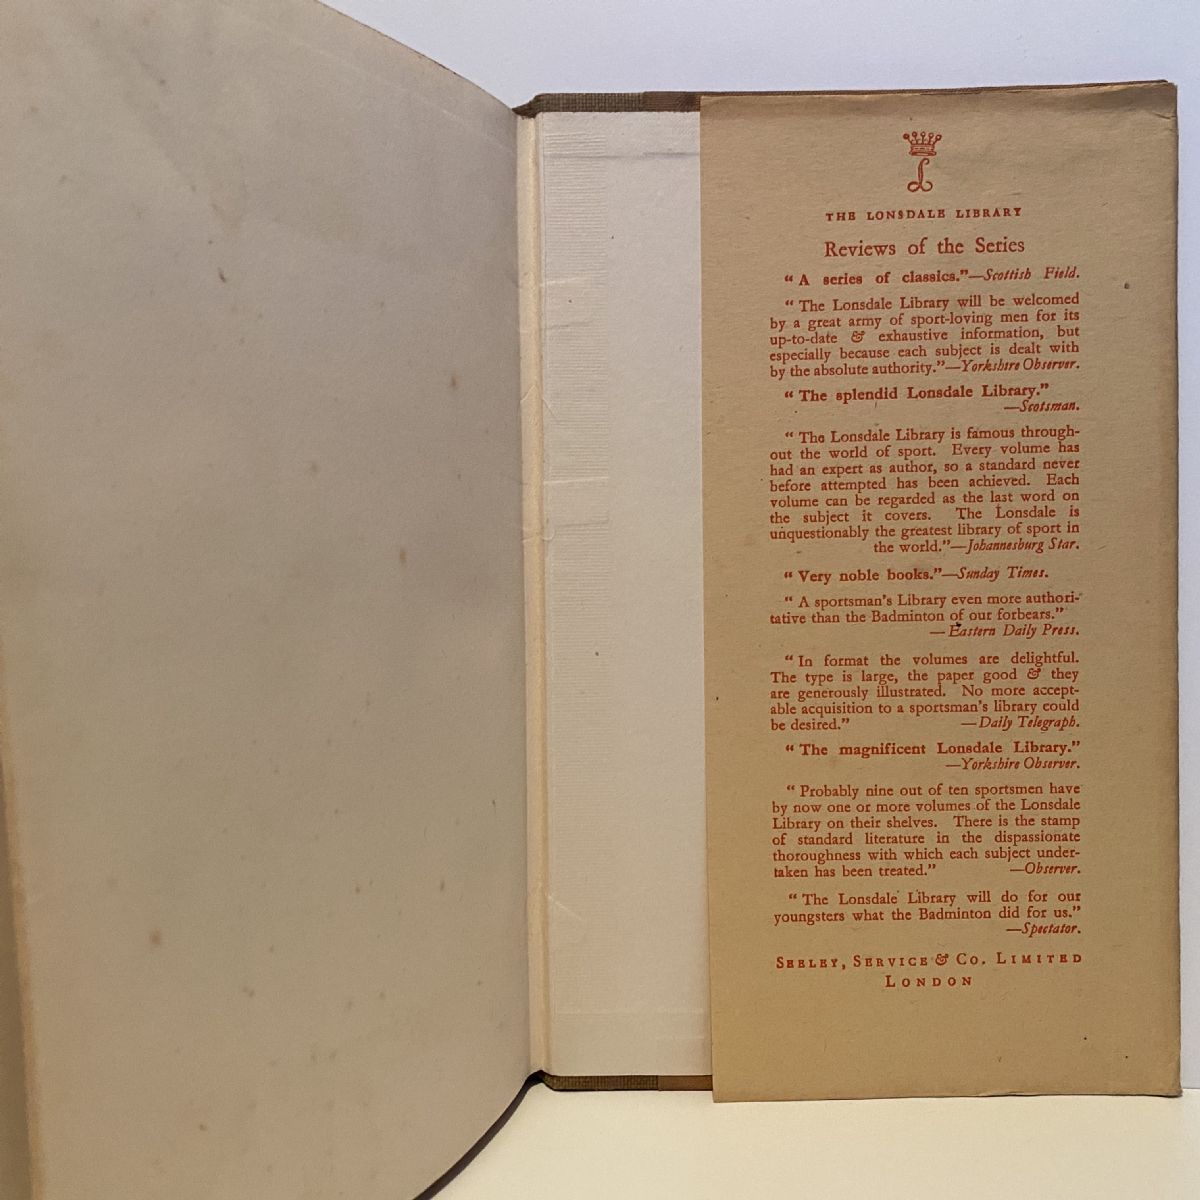 L
THE LONSDALE LIBRARY
Reviews of the Series
“ A series of classics.”—Scottish Field.
“ The Lonsdale Library will be welcomed
by a great army of sport-loving men for its
up-to-date & exhaustive information, but
especially because each subject is dealt with
by the absolute authority.”—Yorkshire Observer.
“ The splendid Lonsdale Library.”
—Scotsman.
“ The Lonsdale Library is famous through-
out the world of sport. Every volume has
had an expert as author, so a standard never
before attempted has been achieved. Each
volume can be regarded as the last word on
the subject it covers. The Lonsdale is
unquestionably the greatest library of sport in
the world.”—Johannesburg Star.
“ Very noble books.”—Sunday Times.
“ A sportsman's Library even more authori-
tative than the Badminton of our forbears.”
— Eastern Daily Press.
“ In format the volumes are delightful.
The type is large, the paper good & they
are generously illustrated. No more accept-
able acquisition to a sportsman's library could
be desired.” —Daily Telegraph.
“ The magnificent Lonsdale Library.”
—Yorkshire Observer.
“ Probably nine out of ten sportsmen have
by now one or more volumes of the Lonsdale
Library on their shelves. There is the stamp
of standard literature in the dispassionate
thoroughness with which each subject under-
taken has been treated.” —Observer.
“ The Lonsdale Library will do for our
youngsters what the Badminton did for us.”
—Spectator.
SEELEY, SERVICE & CO. LIMITED
LONDON